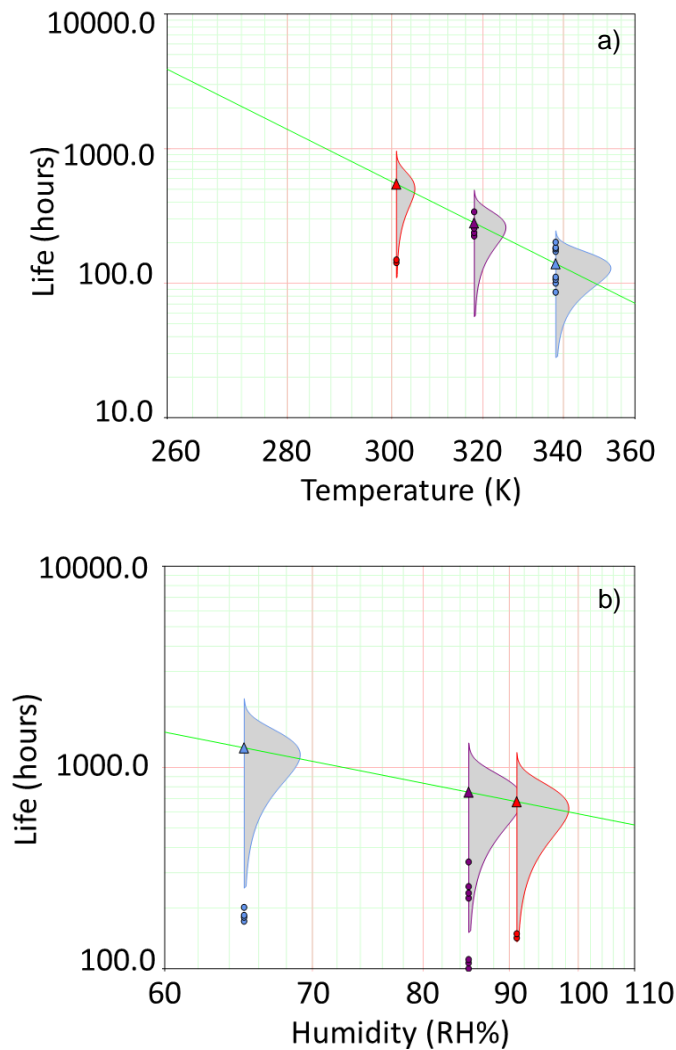 10000.0
a)
1000.0
Life (hours)
100.0
10.0
260 280 300 320 340 360
Temperature (K)
10000.0
b)
1000.0
Life (hours)
100.0
60 70 80 90 100 110
Humidity (RH%)